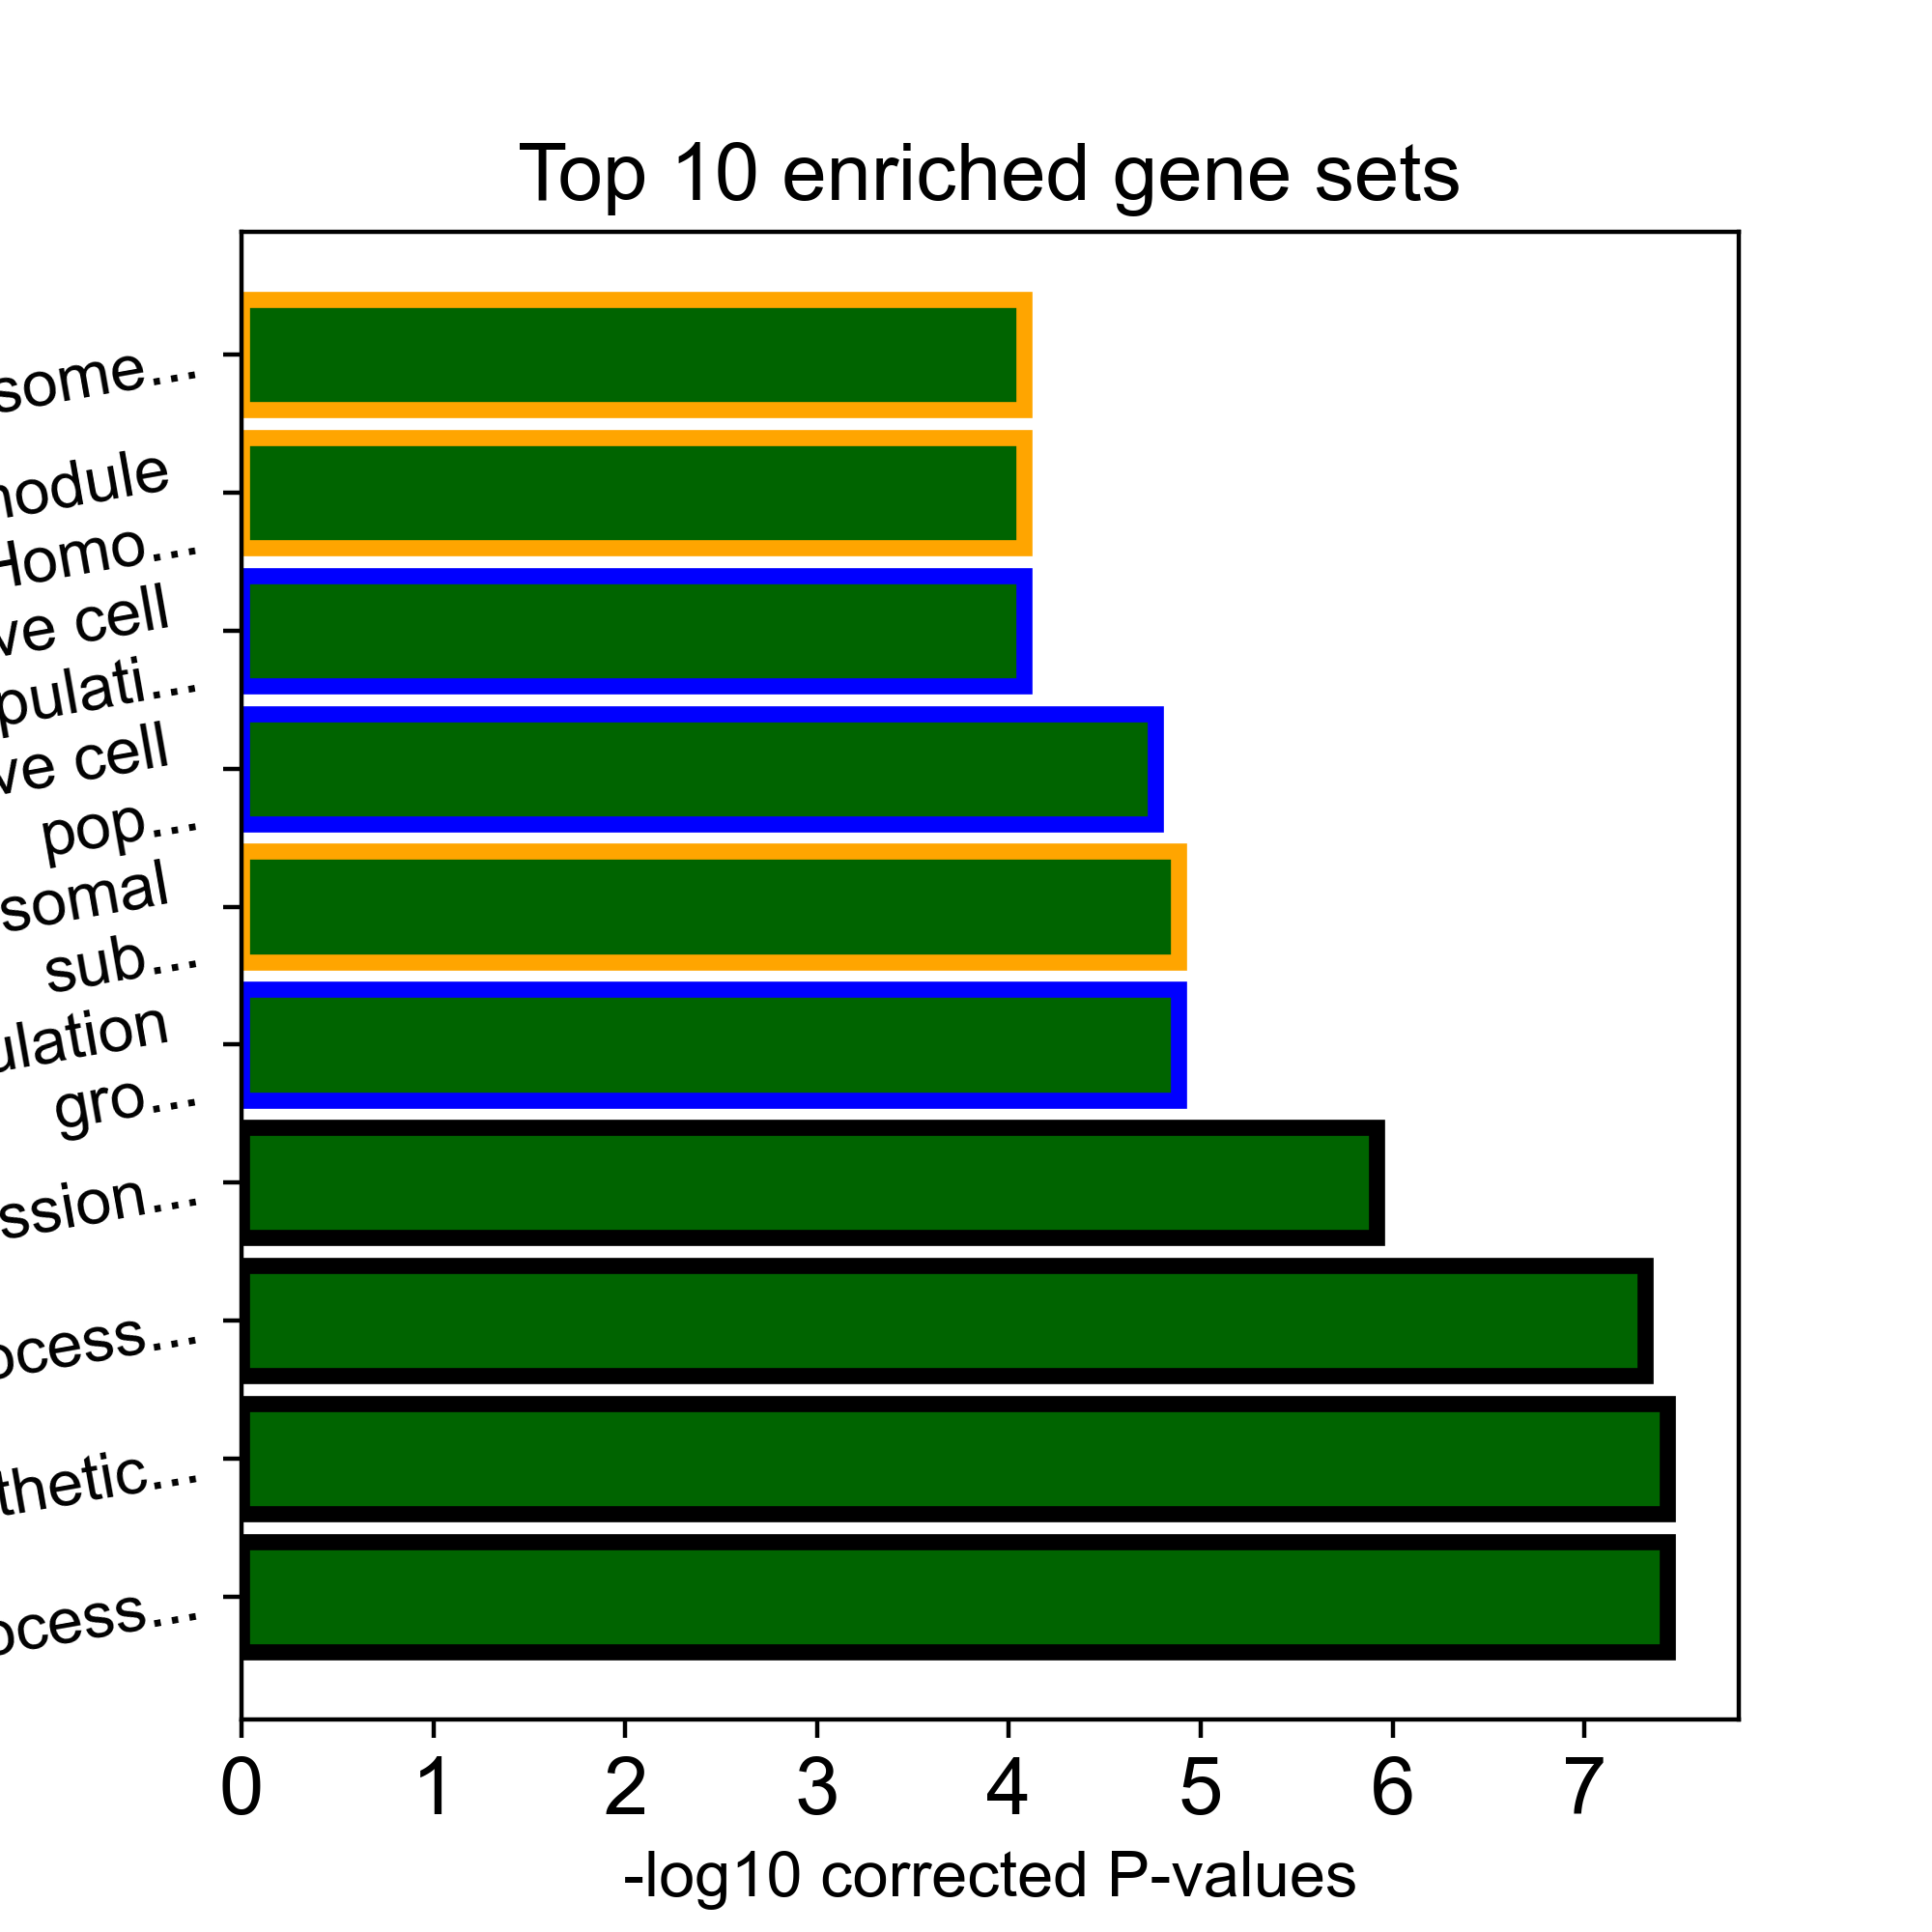 Top 10 enriched gene sets
some...
nodule
Homo...
ve cell
pulati...
ve cell
pop...
somal
sub...
ulation
gro...
ssion...
ocess...
thetic...
ocess...
0 1 2 3 4 5 6 7
-log10 corrected P-values